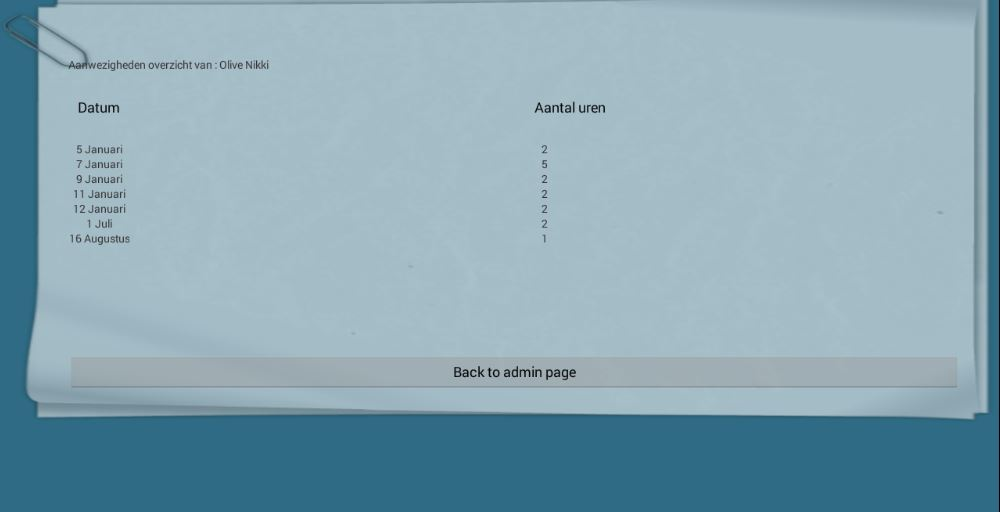 Aanwezigheden overzicht van : Olive Nikki
Datum Aantal uren
5 Januari 2
7 Januari 5
9 Januari 2
11 Januari 2
12 Januari 2
1 Juli 2
16 Augustus 1
Back to admin page